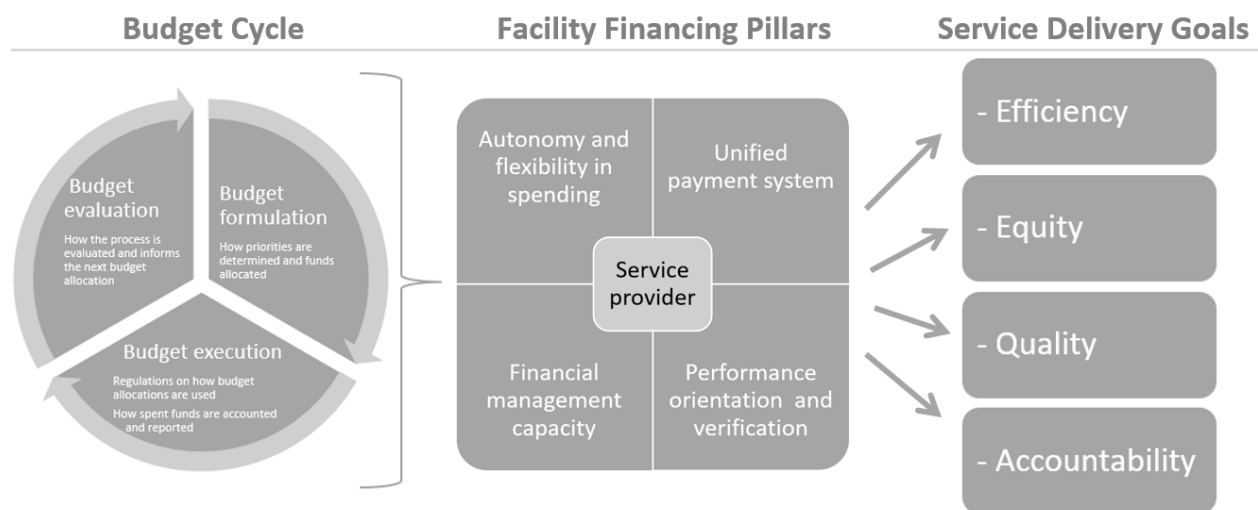 Budget Cycle
Facility Financing Pillars
Service Delivery Goals
Budget
evaluation
How the process is
evaluated and informs
the next budget
allocation
Budget
formulation
How priorities are
determined and funds
allocated
Budget execution
Regulations on how budget
allocations are used
How spent funds are accounted
and reported
Autonomy and
flexibility in
spending
Unified
payment system
Service
provider
Financial
management
capacity
Performance
orientation and
verification
- Efficiency
- Equity
- Quality
- Accountability